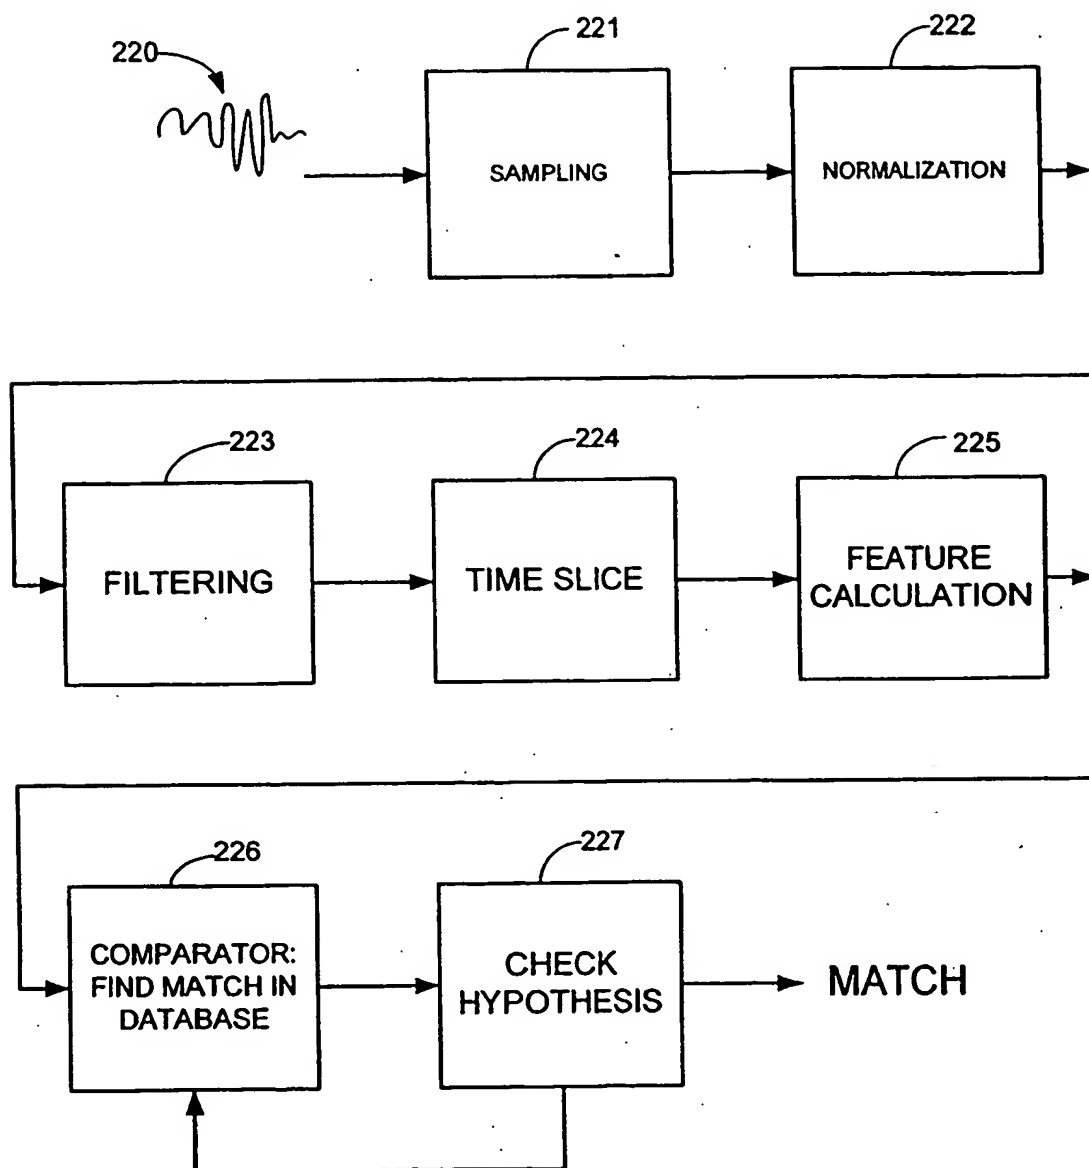 220
221
222
SAMPLING
NORMALIZATION
223
224
225
FILTERING
TIME SLICE
FEATURE
CALCULATION
226
227
COMPARATOR:
FIND MATCH IN
DATABASE
CHECK
HYPOTHESIS
MATCH